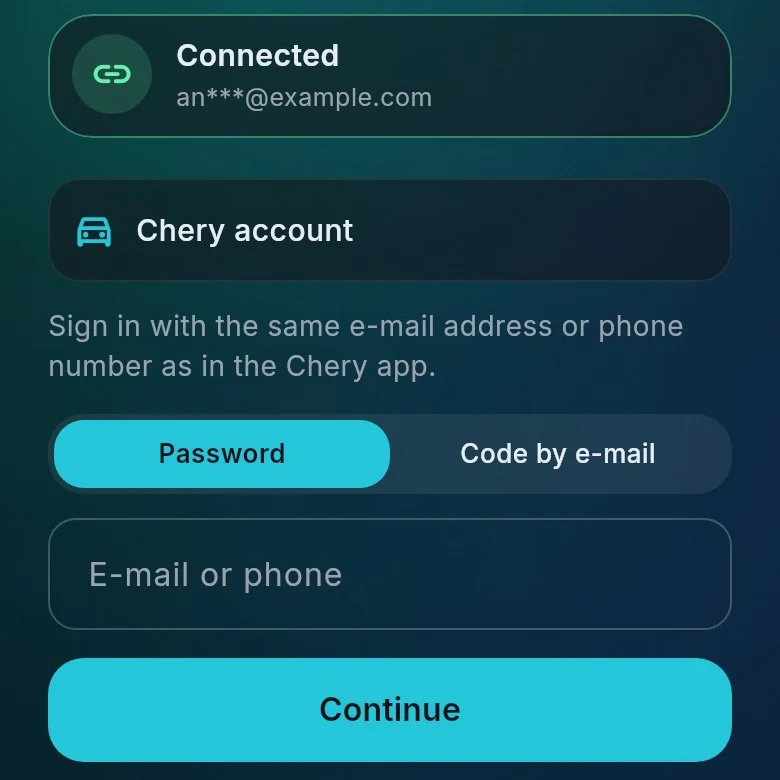 Connected
an***@example.com
Chery account
Sign in with the same e-mail address or phone
number as in the Chery app.
Password
Code by e-mail
E-mail or phone
Continue